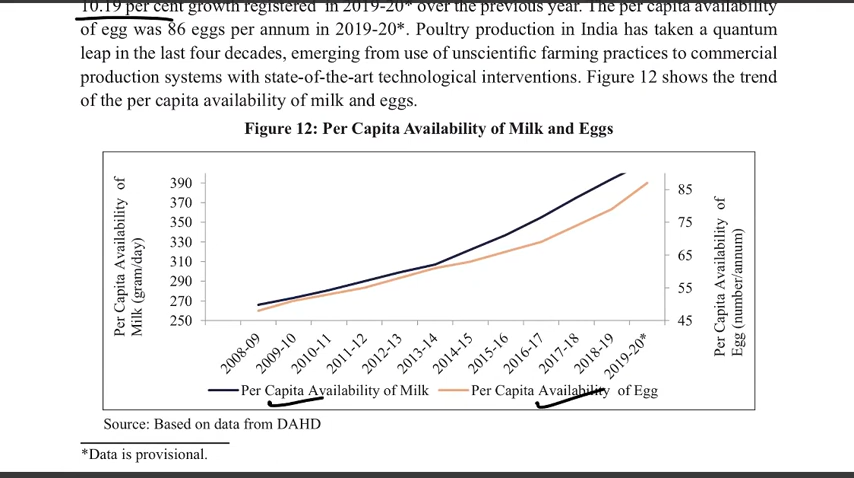 10.19 per cent growth registered in 2019-20* over the previous year. The per capita availability
of egg was 86 eggs per annum in 2019-20*. Poultry production in India has taken a quantum
leap in the last four decades, emerging from use of unscientific farming practices to commercial
production systems with state-of-the-art technological interventions. Figure 12 shows the trend
of the per capita availability of milk and eggs.
Figure 12: Per Capita Availability of Milk and Eggs
Per Capita Availability of
Milk (gram/day)
390
370
350
330
310
290
270
250
85
75
65
55
45
Per Capita Availability of
Egg (number/annum)
2008-09
2009-10
2010-11
2011-12
2012-13
2013-14
2014-15
2015-16
2016-17
2017-18
2018-19
2019-20*
Per Capita Availability of Milk
Per Capita Availability of Egg
Source: Based on data from DAHD
*Data is provisional.